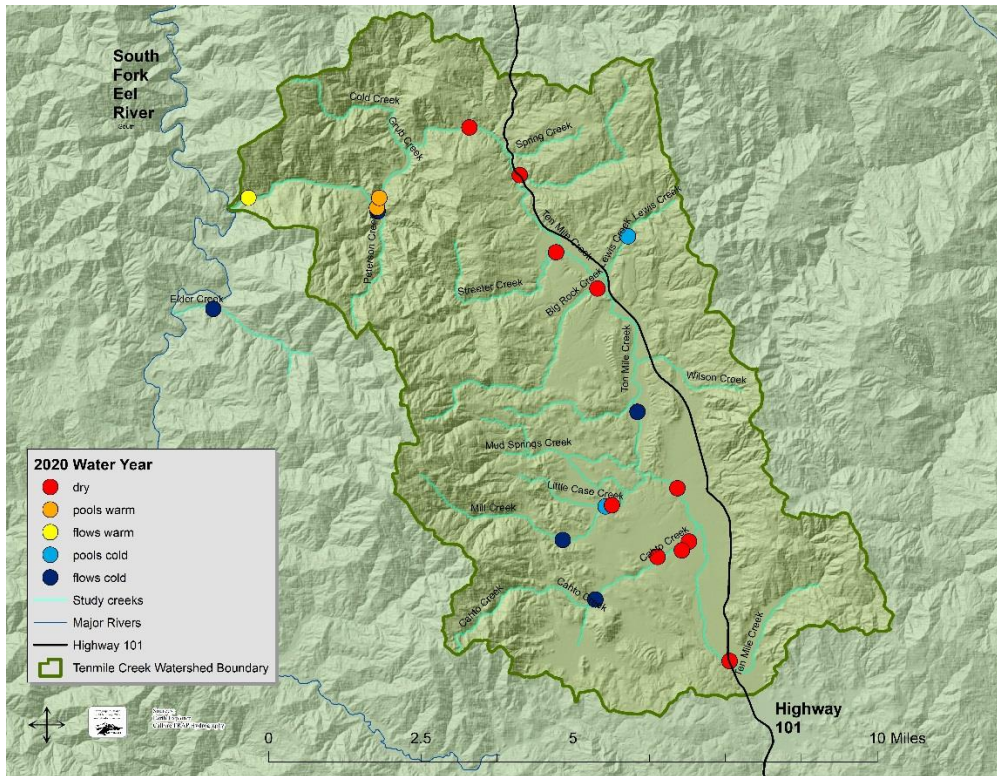 South
Fork
Eel
River
Cold Creek
Grub Creek
Spring Creek
Ten Mile Creek
Lewis Creek
Lewis Creek
Peterson Creek
Streeter Creek
Big Rock Creek
Elder Creek
Ten Mile Creek
Wilson Creek
Mud Springs Creek
Little Case Creek
Mill Creek
Cahto Creek
Cahto Creek
Cahto Creek
Ten Mile Creek
2020 Water Year
dry
pools warm
flows warm
pools cold
flows cold
Study creeks
Major Rivers
Highway 101
Tenmile Creek Watershed Boundary
Highway
101
0 2.5 5 10 Miles